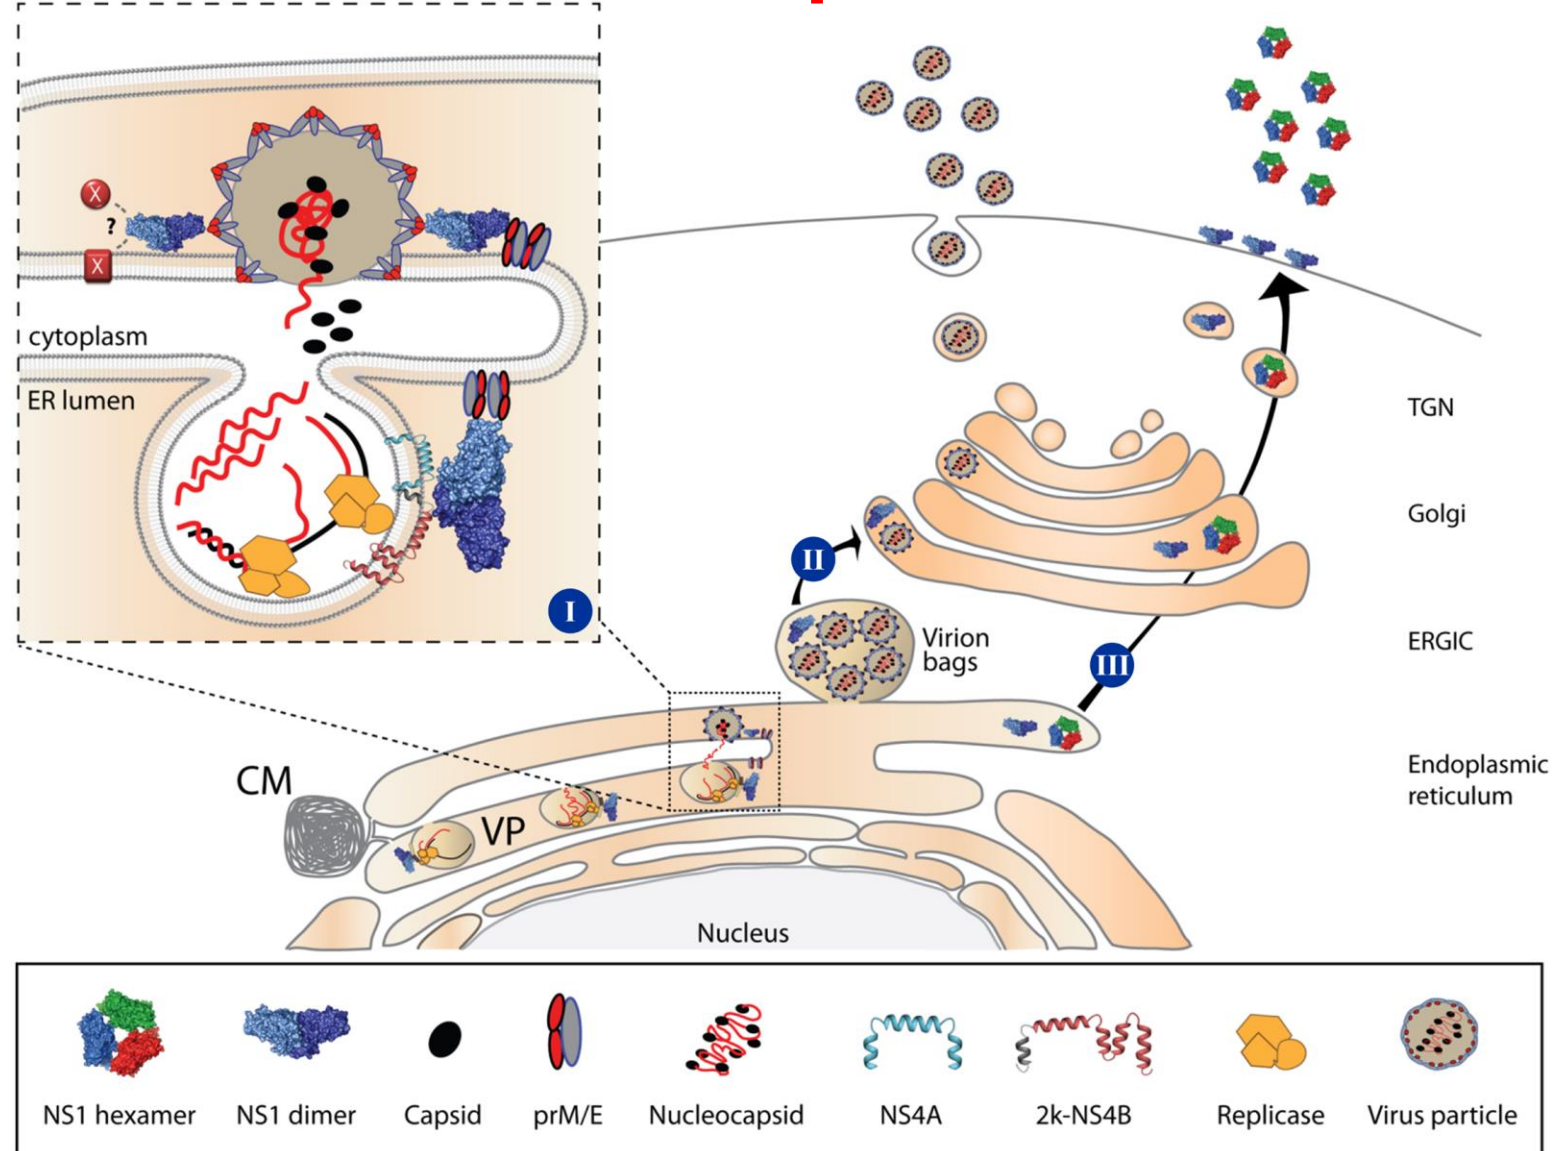 X
?
X
cytoplasm
ER lumen
I
II
III
Virion
bags
TGN
Golgi
ERGIC
Endoplasmic
reticulum
CM
VP
Nucleus
NS1 hexamer
NS1 dimer
Capsid
prM/E
Nucleocapsid
NS4A
2k-NS4B
Replicase
Virus particle